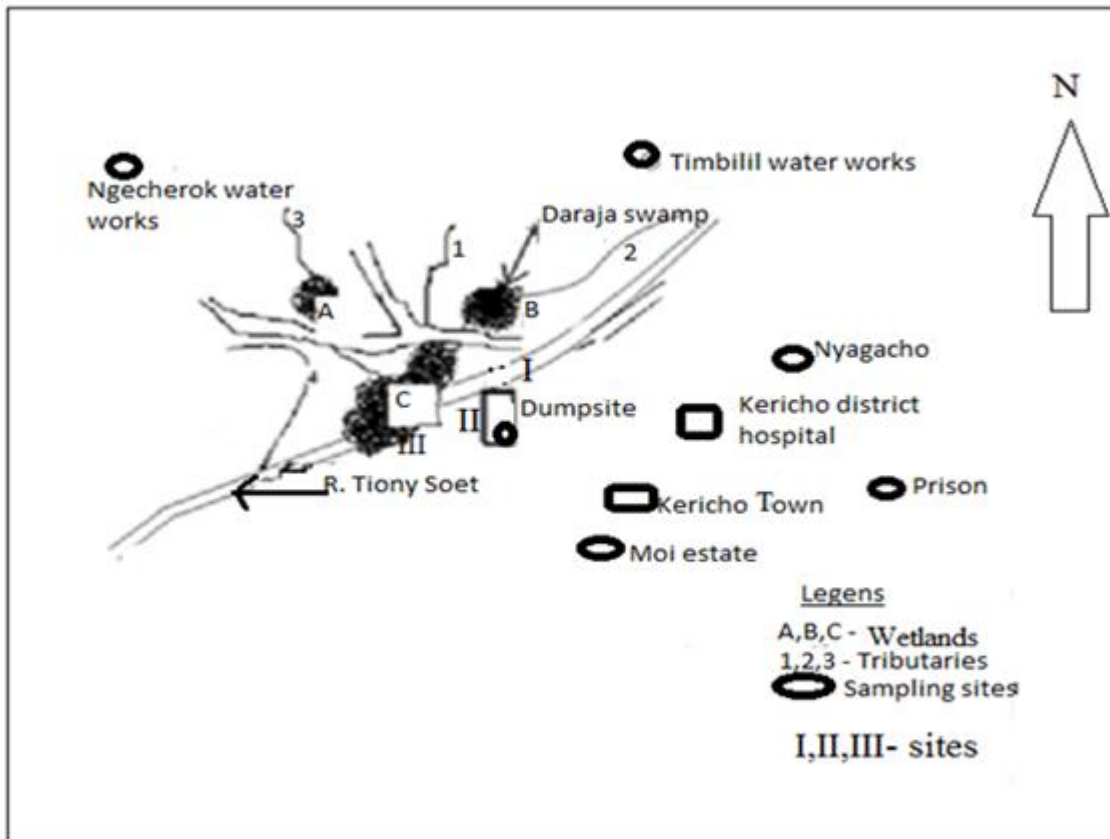 N
Ngecherok water
works
Timbilil water works
3
1
Daraja swamp
2
A
B
I
Nyagacho
4
C
II
Dumpsite
Kericho district
hospital
III
R. Tiony Soet
Prison
Kericho Town
Moi estate
Legens
A,B,C - Wetlands
1,2,3 - Tributaries
Sampling sites
I,II,III- sites